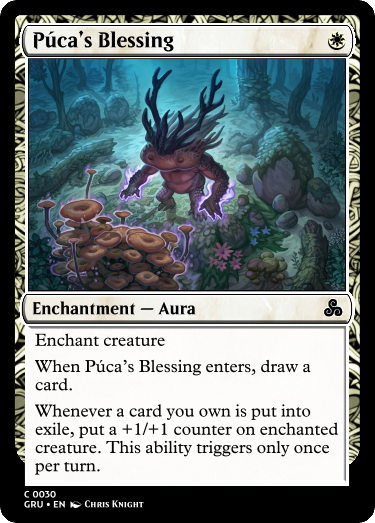 Púca's Blessing
Enchantment — Aura
Enchant creature
When Púca's Blessing enters, draw a
card.
Whenever a card you own is put into
exile, put a +1/+1 counter on enchanted
creature. This ability triggers only once
per turn.
C 0030
GRU • EN Chris Knight